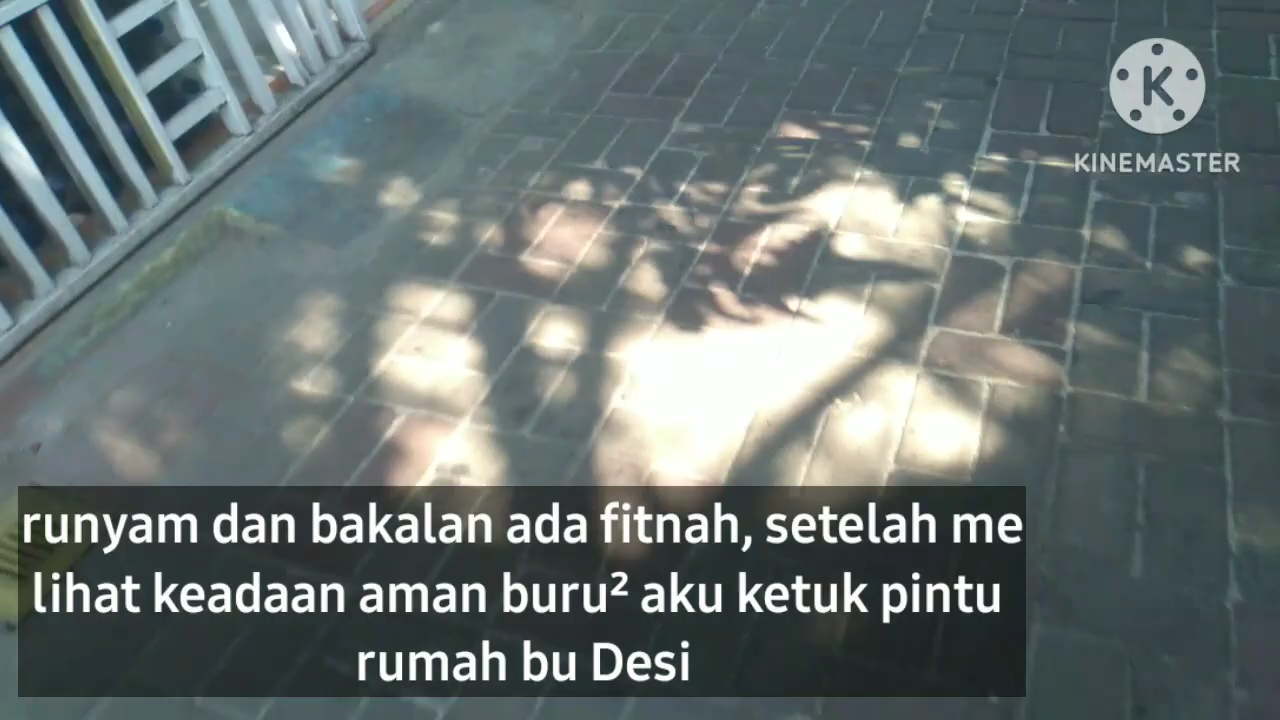 KINEMASTER
runyam dan bakalan ada fitnah, setelah me
lihat keadaan aman buru² aku ketuk pintu
rumah bu Desi